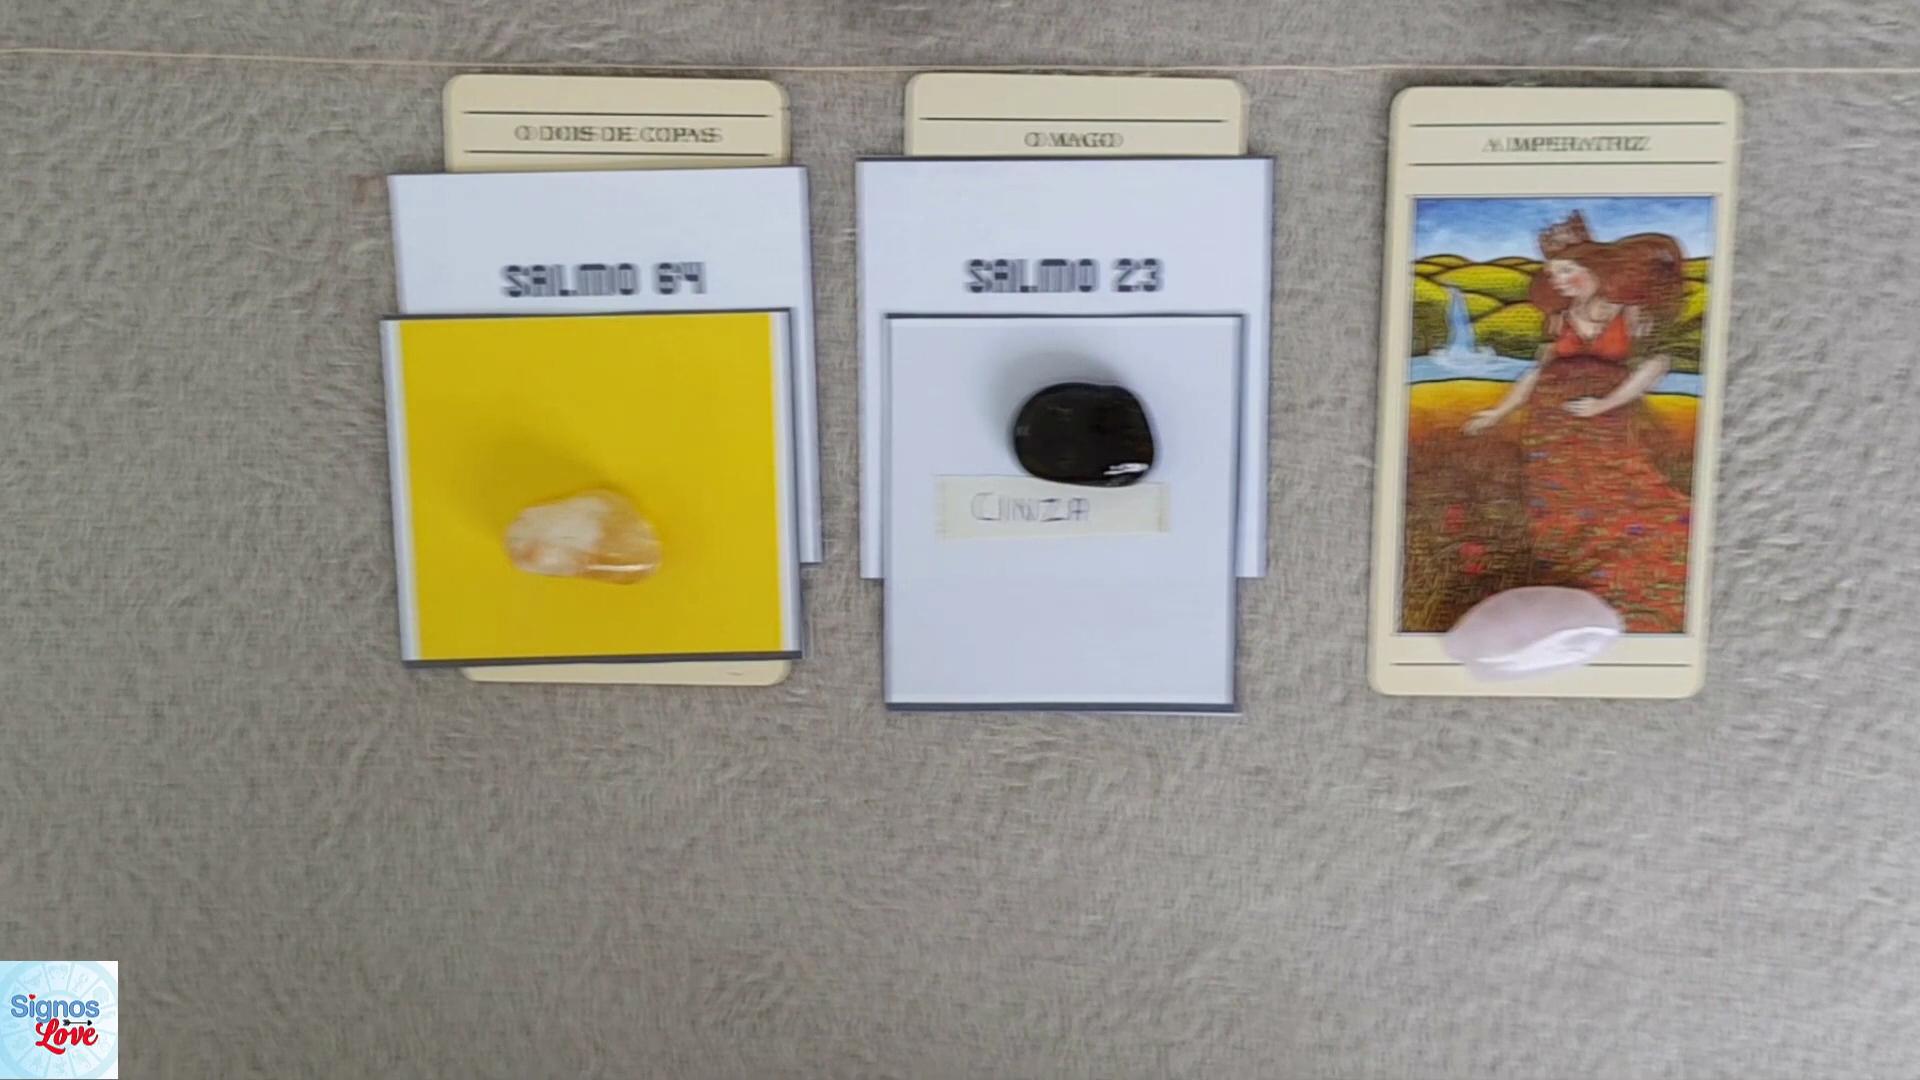 O DOIS DE COPAS
SALMO 64
O MAGO
SALMO 23
CINZA
A IMPERATRIZ
Signos
Love